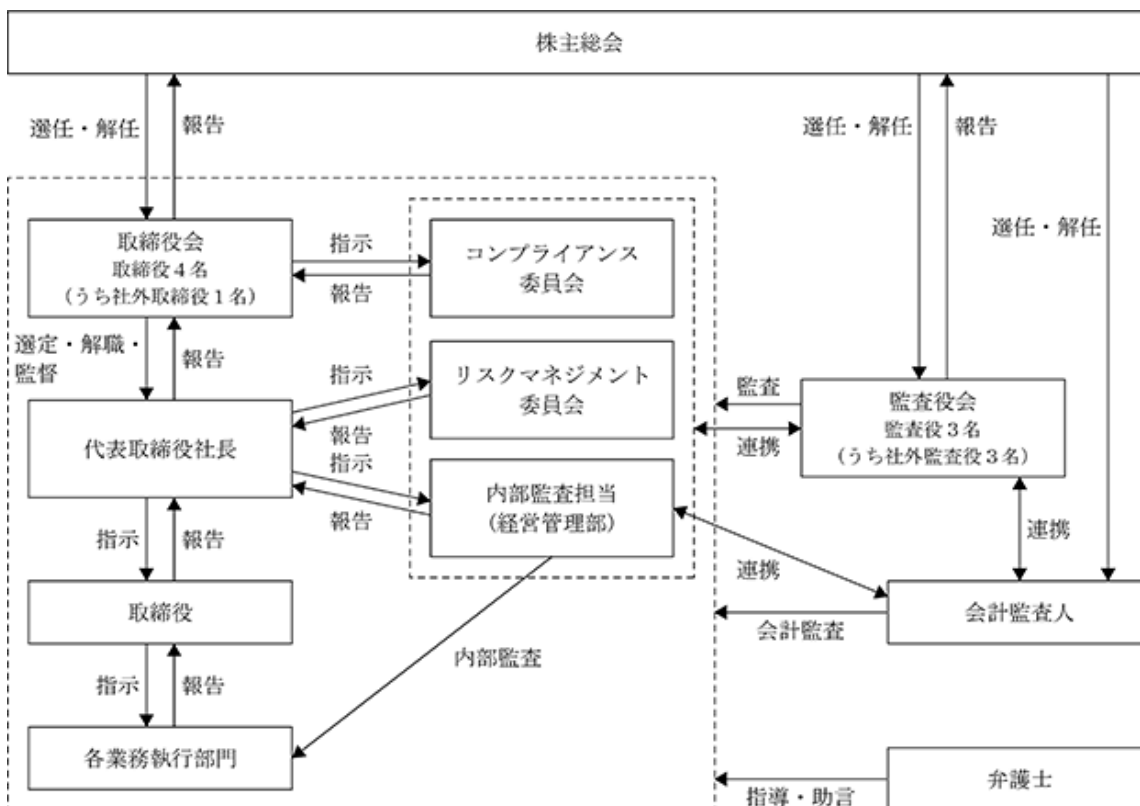 株主総会
選任・解任
報告
選任・解任
報告
選任・解任
取締役会
取締役4名
（うち社外取締役1名）
指示
報告
コンプライアンス
委員会
選定・解職・
監督
報告
指示
報告
リスクマネジメント
委員会
監査
連携
監査役会
監査役3名
（うち社外監査役3名）
代表取締役社長
指示
報告
内部監査担当
（経営管理部）
指示
報告
連携
連携
取締役
会計監査
会計監査人
内部監査
指示
報告
各業務執行部門
指導・助言
弁護士